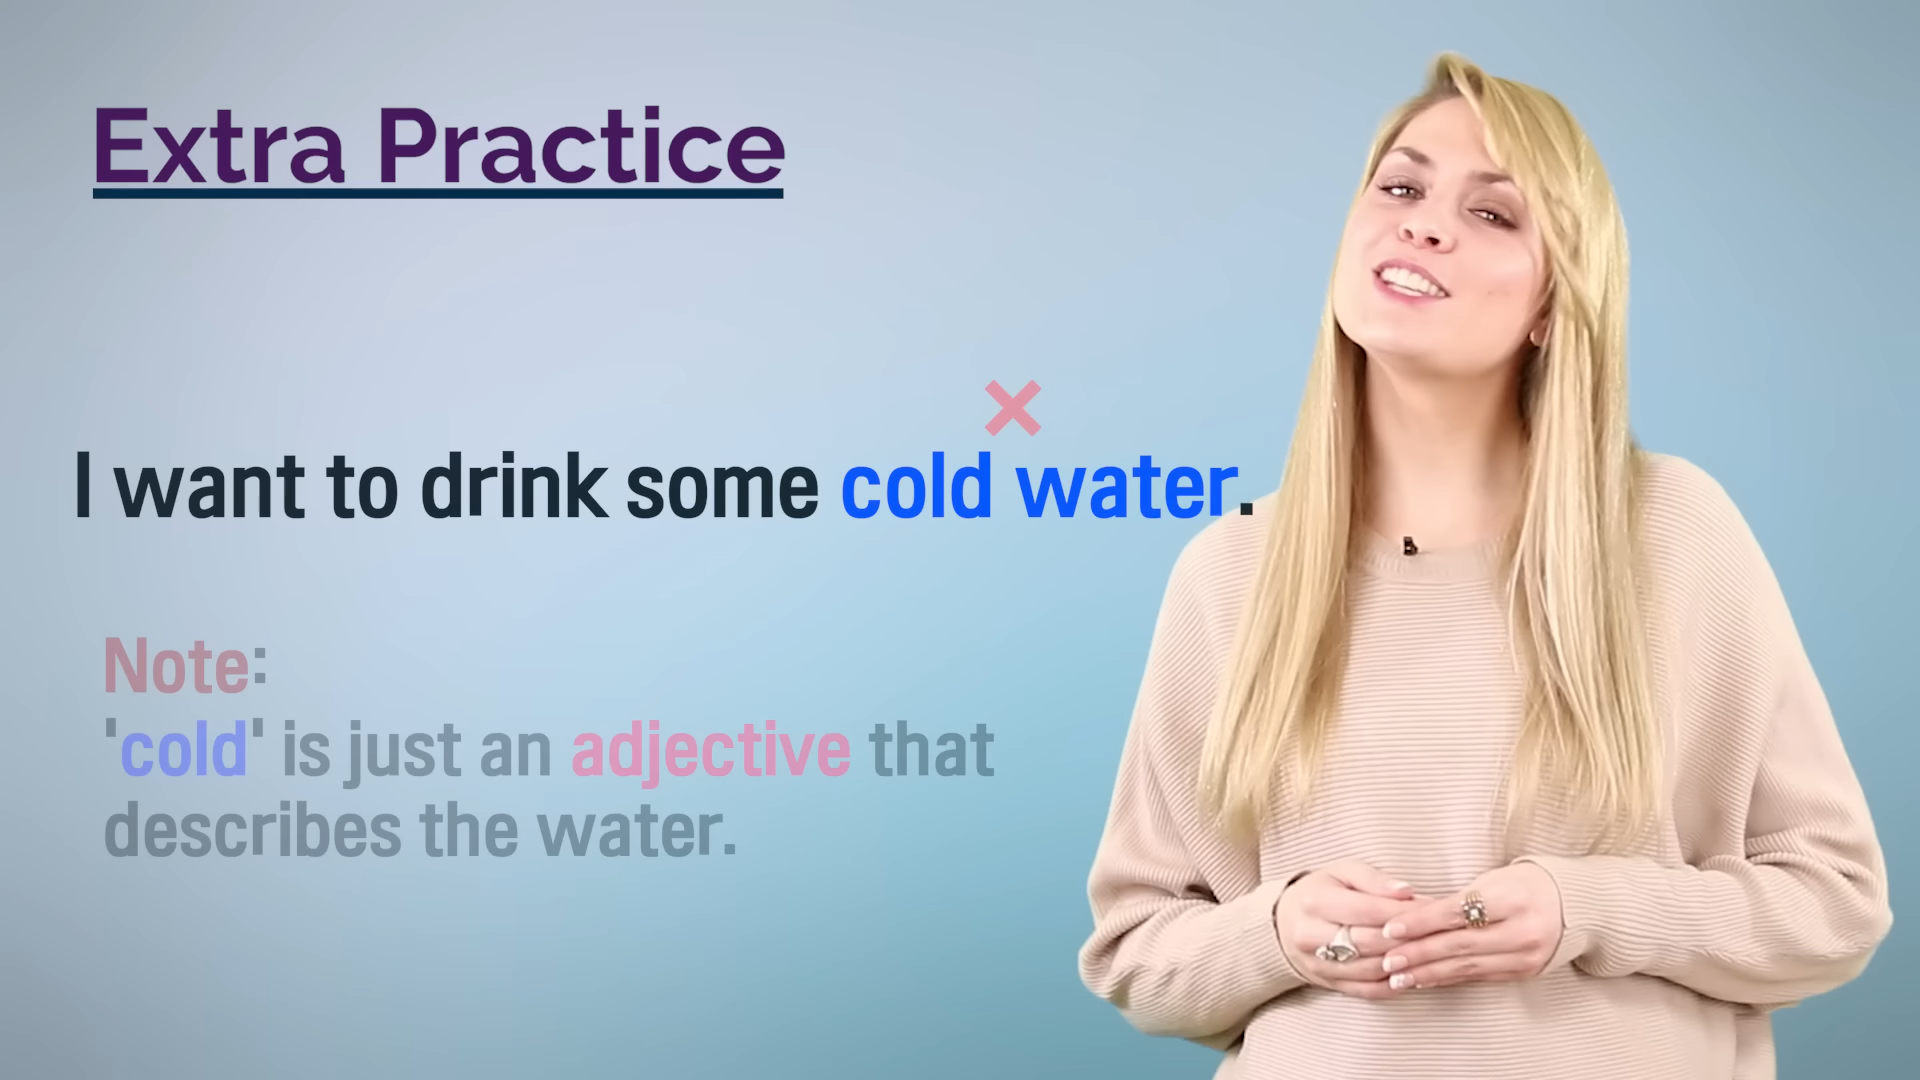 Extra Practice
I want to drink some cold water.
Note:
'cold' is just an adjective that
describes the water.